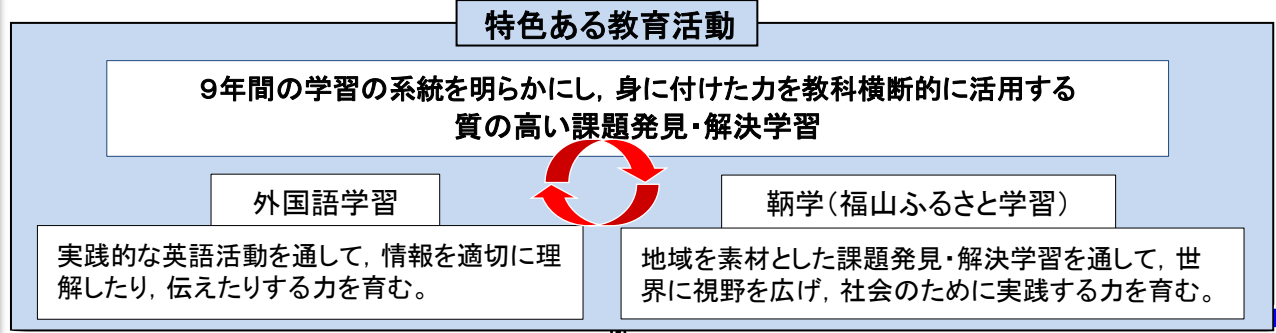 特色ある教育活動
9年間の学習の系統を明らかにし，身に付けた力を教科横断的に活用する
質の高い課題発見・解決学習
外国語学習
実践的な英語活動を通して，情報を適切に理
解したり，伝えたりする力を育む。
鞆学（福山ふるさと学習）
地域を素材とした課題発見・解決学習を通して，世
界に視野を広げ，社会のために実践する力を育む。